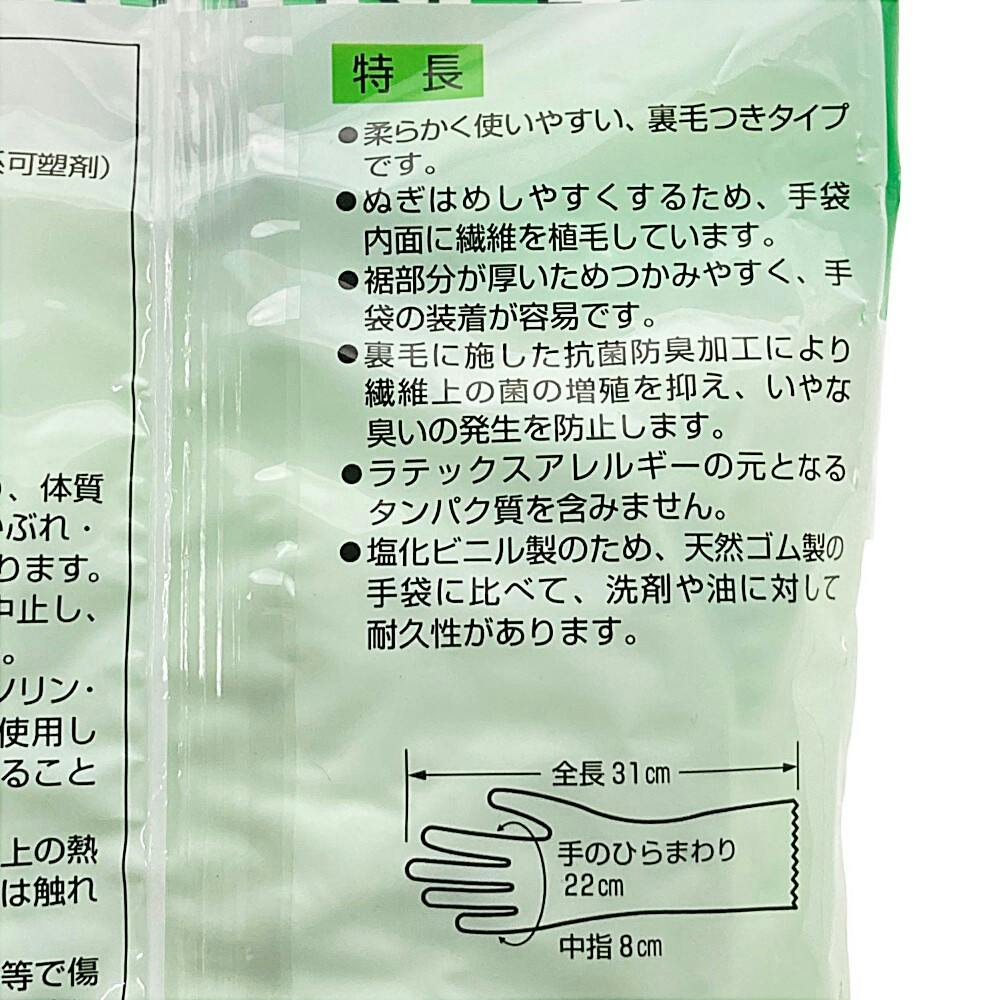 可塑剤)
、体質
ぶれ・
ります。
中止し、
。
ソリン・
使用し
ること
上の熱
は触れ
等で傷
特長
●柔らかく使いやすい、裏毛つきタイプ
です。
●ぬぎはめしやすくするため、手袋
内面に繊維を植毛しています。
●裾部分が厚いためつかみやすく、手
袋の装着が容易です。
●裏毛に施した抗菌防臭加工により
繊維上の菌の増殖を抑え、いやな
臭いの発生を防止します。
●ラテックスアレルギーの元となる
タンパク質を含みません。
●塩化ビニル製のため、天然ゴム製の
手袋に比べて、洗剤や油に対して
耐久性があります。
全長31cm
手のひらまわり
22cm
中指8cm